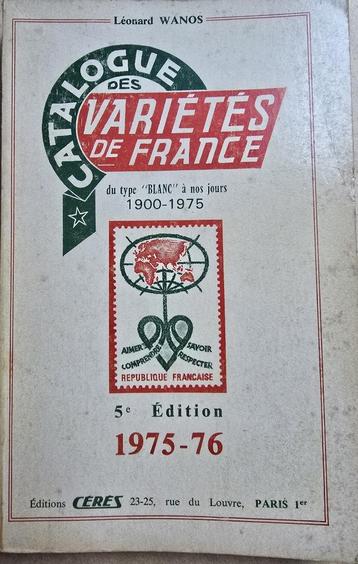 Léonard WANOS
CATALOGUE
DES
VARIÉTÉS
DE FRANCE
du type "BLANC" à nos jours
1900-1975
AIMER SAVOIR
COMPRENDRE RESPECTER
REPUBLIQUE FRANCAISE
5e Édition
1975-76
Éditions CERES 23-25, rue du Louvre, PARIS 1er